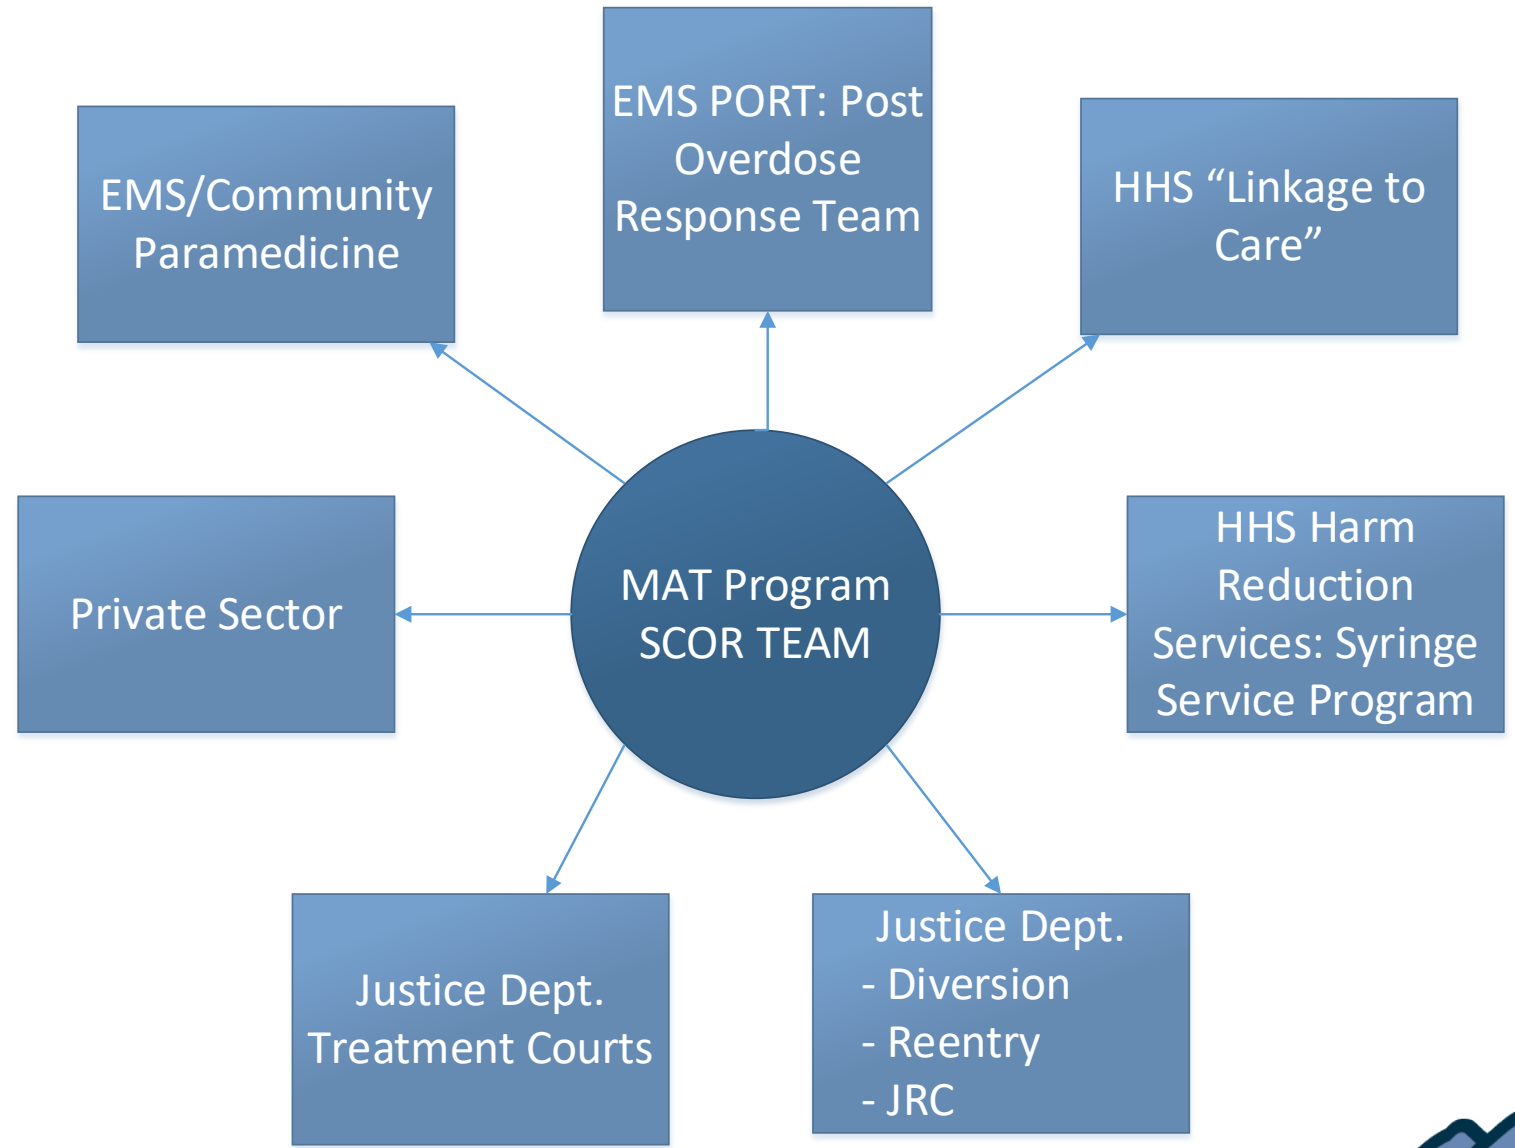 EMS PORT: Post
Overdose
Response Team
EMS/Community
Paramedicine
HHS “Linkage to
Care”
Private Sector
MAT Program
SCOR TEAM
HHS Harm
Reduction
Services: Syringe
Service Program
Justice Dept.
Treatment Courts
Justice Dept.
- Diversion
- Reentry
- JRC